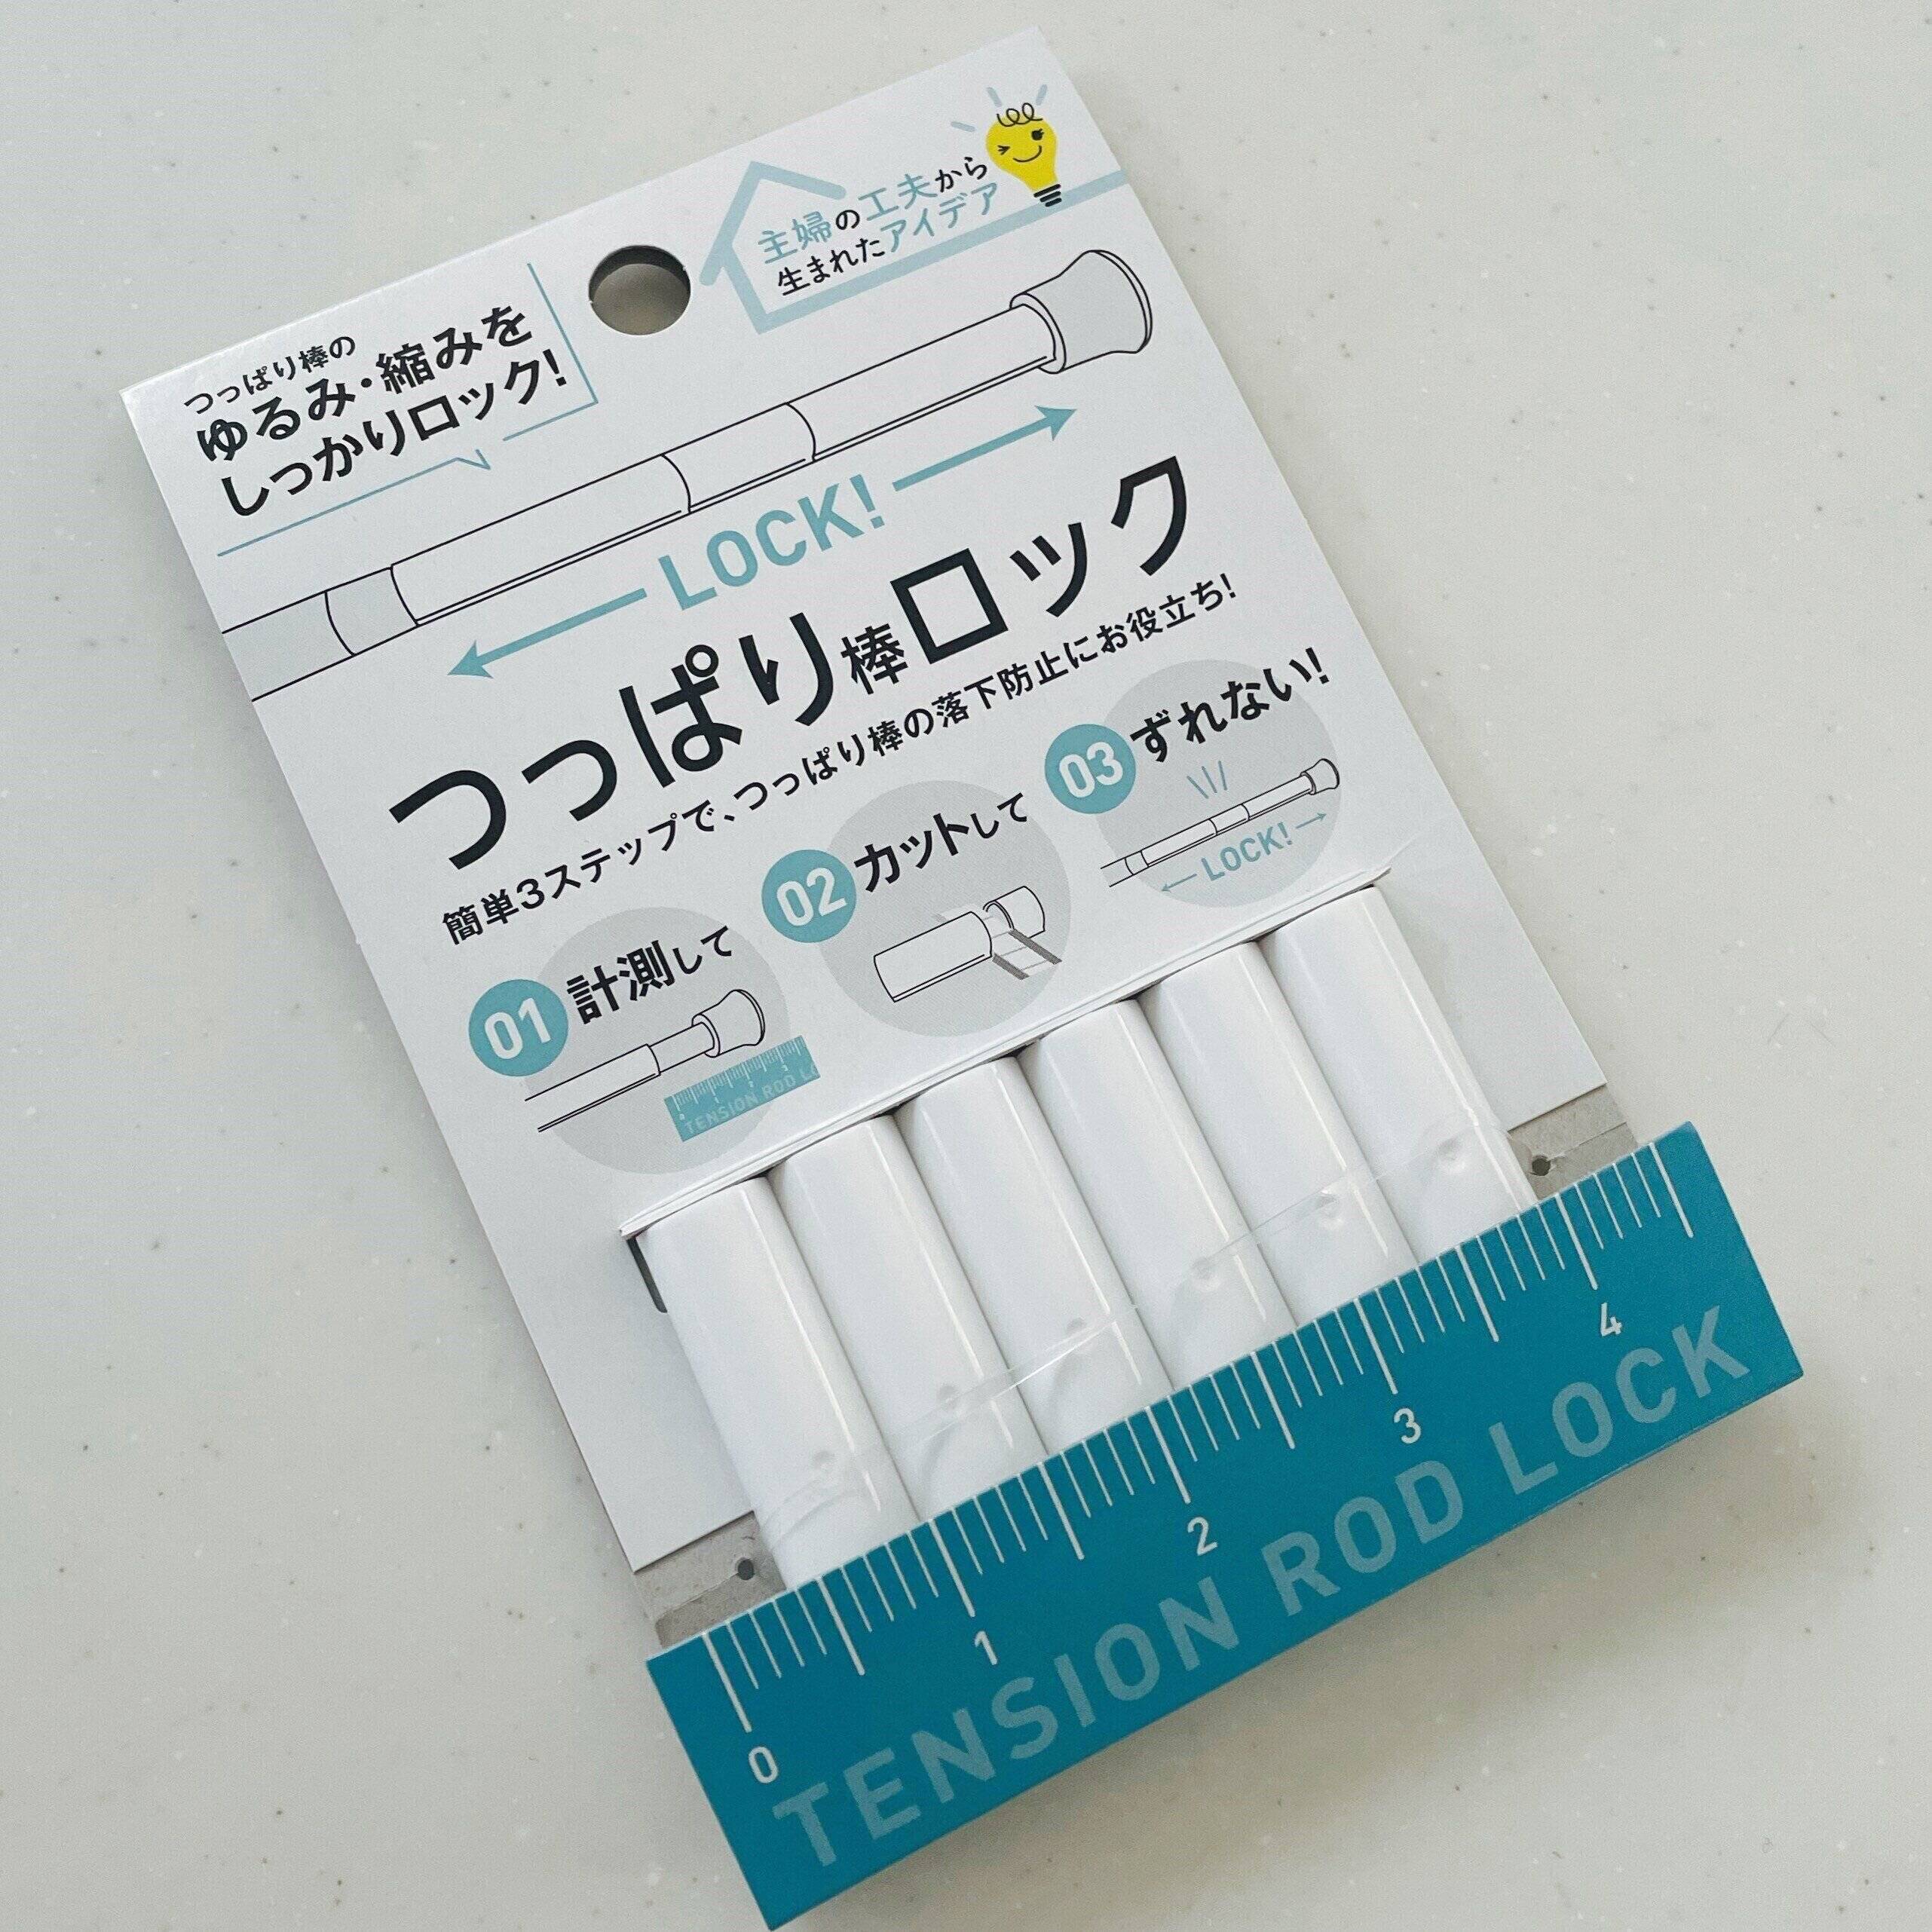 主婦の工夫から
生まれたアイデア
つっぱり棒の
ゆるみ・縮みを
しっかりロック!
LOCK!
つっぱり棒ロック
簡単3ステップで、つっぱり棒の落下防止にお役立ち!
01 計測して
TENSION ROD LO
02 カットして
03 ずれない!
LOCK!
0 1 2 3 4
TENSION ROD LOCK